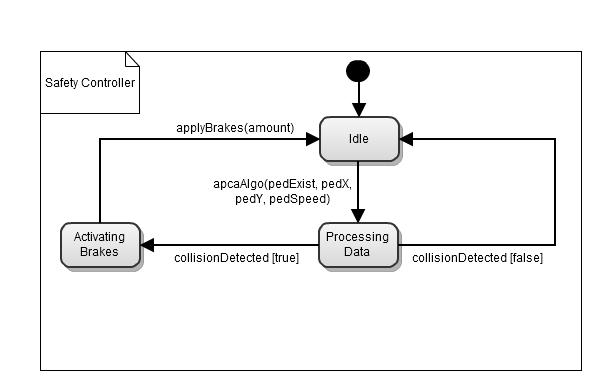 Safety Controller
applyBrakes(amount)
Idle
apcaAlgo(pedExist, pedX,
pedY, pedSpeed)
Activating
Brakes
collisionDetected [true]
Processing
Data
collisionDetected [false]